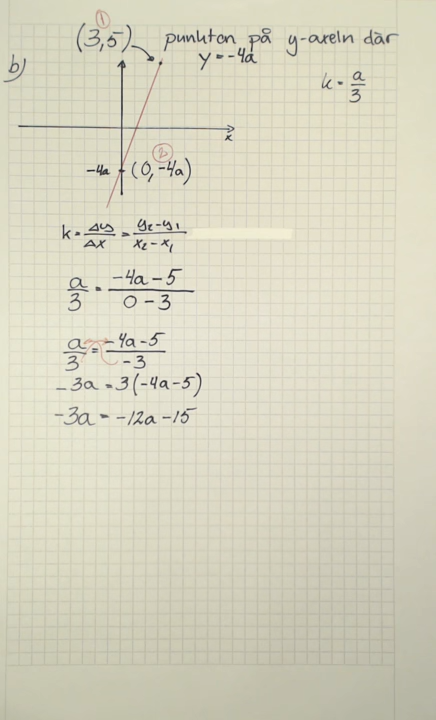 ①
(3,5) punkten på y-axeln där
y = -4a
b)
k = a/3
x
②
-4a (0, -4a)
k = Δy/Δx = y₂-y₁/x₂-x₁
a/3 = -4a-5/0-3
a/3 = -4a-5/-3
-3a = 3(-4a-5)
-3a = -12a-15